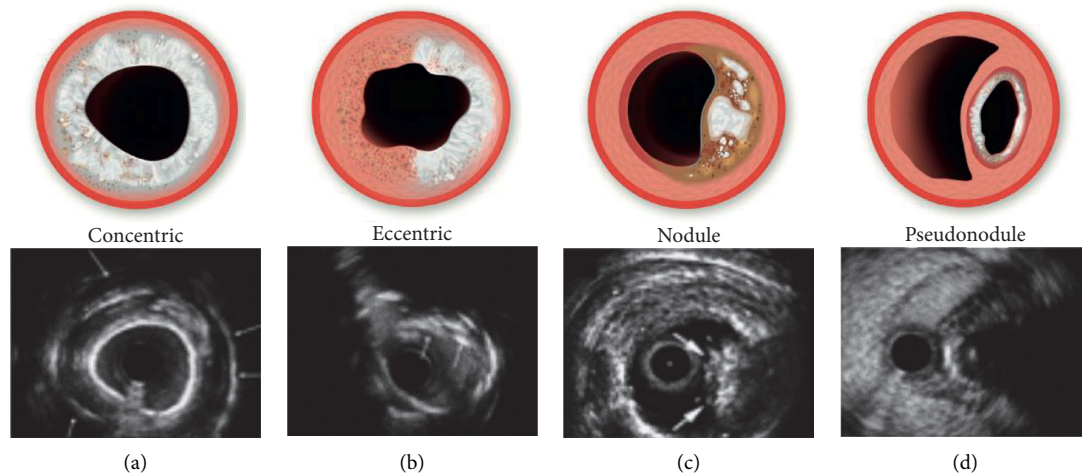 Concentric
Eccentric
Nodule
Pseudonodule
(a)
(b)
(c)
(d)